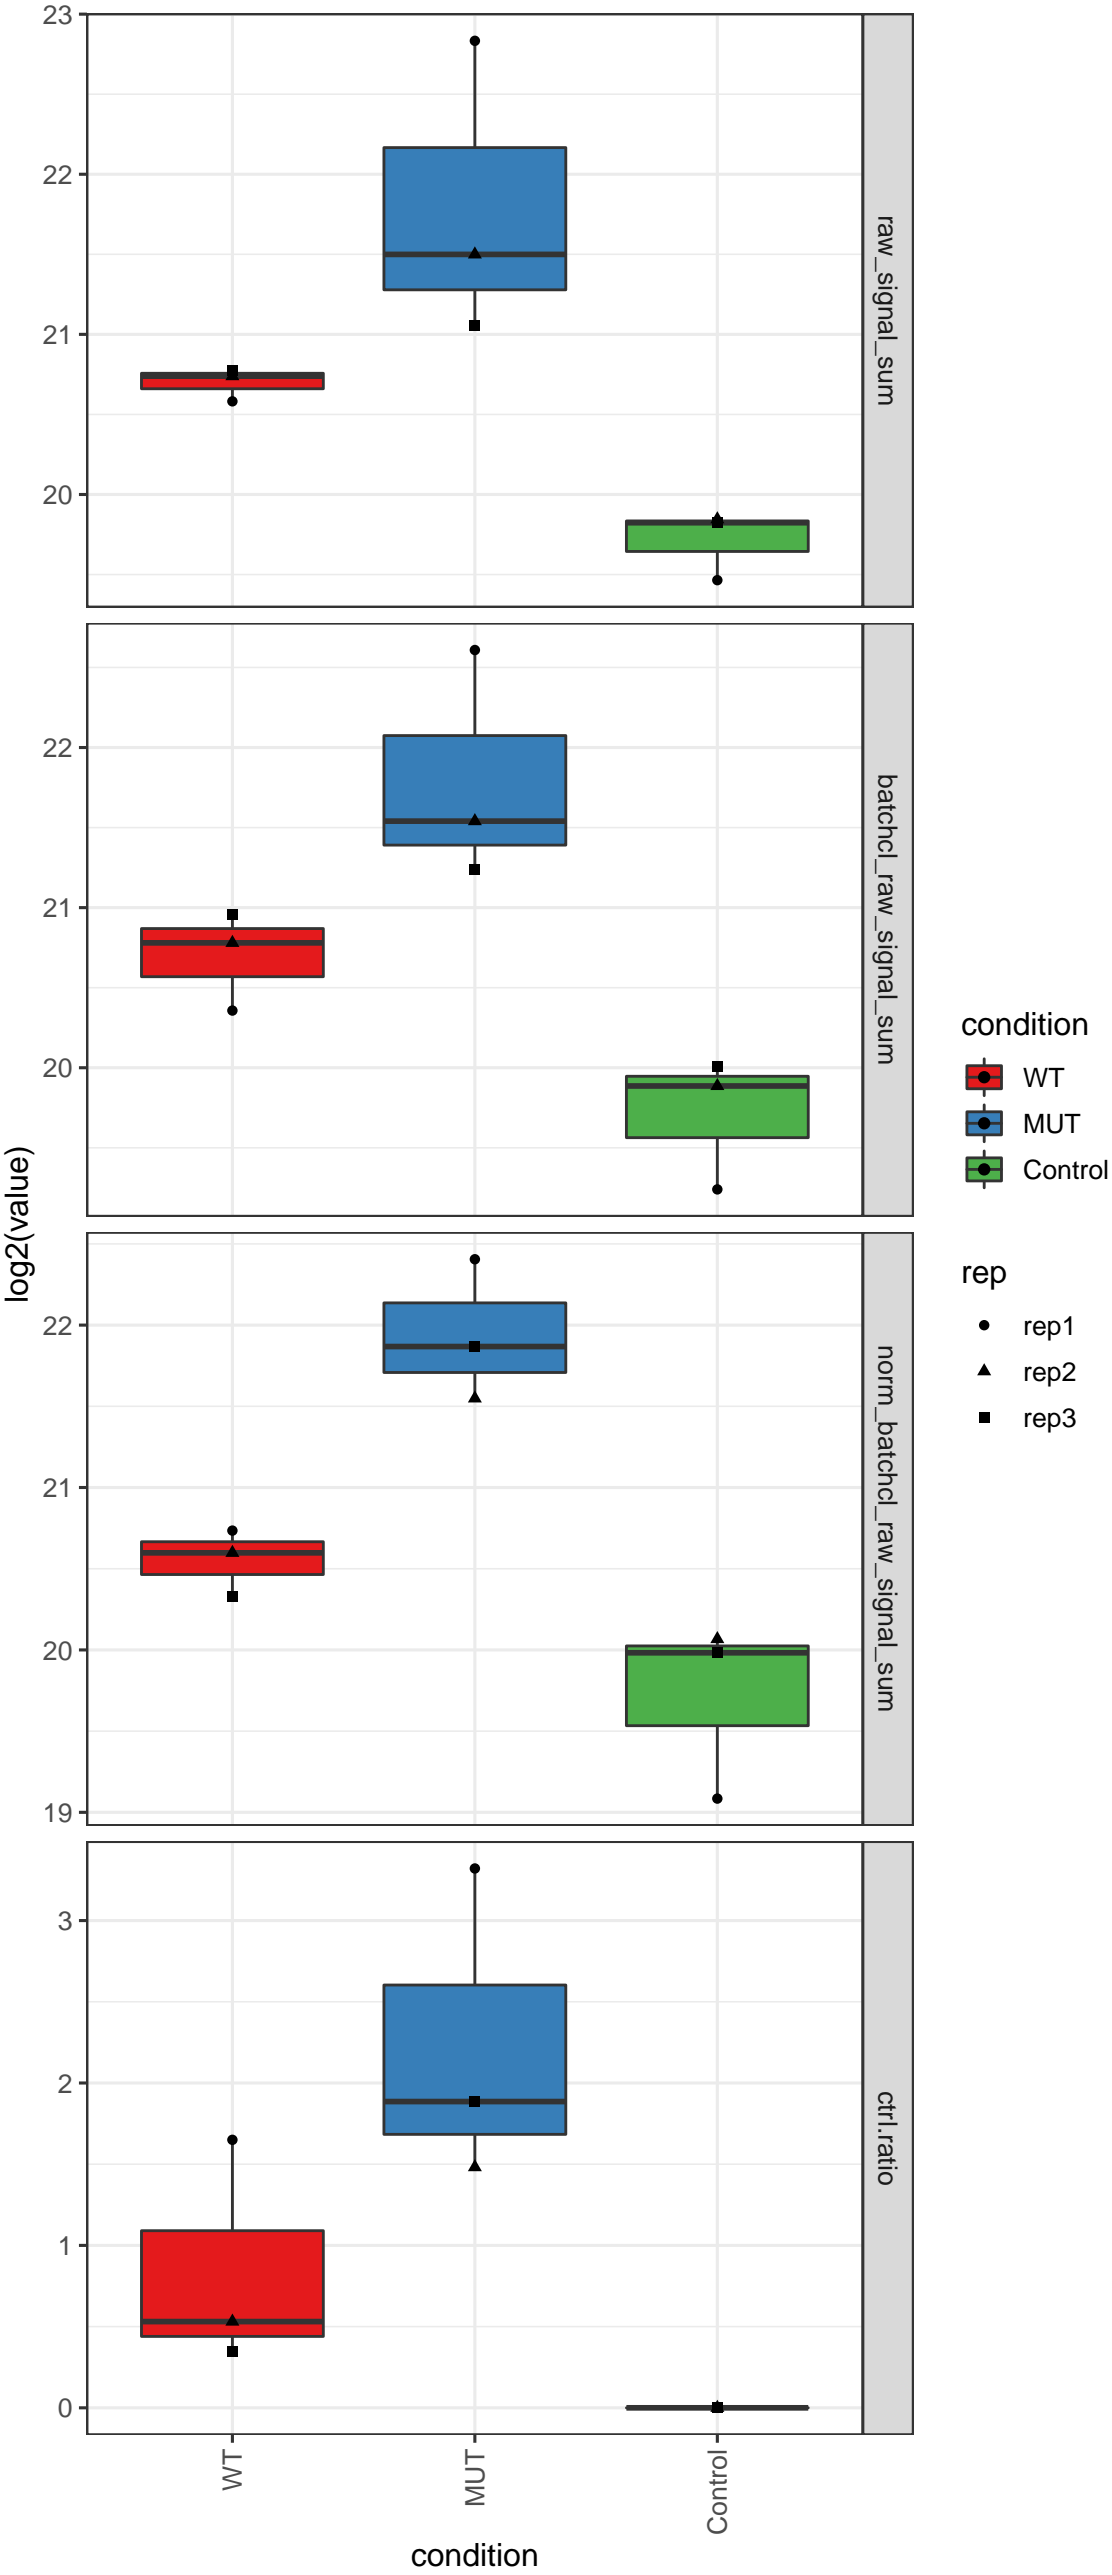 23
22
21
20
raw_signal_sum
22
21
20
batchcl_raw_signal_sum
22
21
20
19
norm_batchcl_raw_signal_sum
3
2
1
0
ctrl.ratio
log2(value)
WT
MUT
Control
condition
condition
WT
MUT
Control
rep
rep1
rep2
rep3